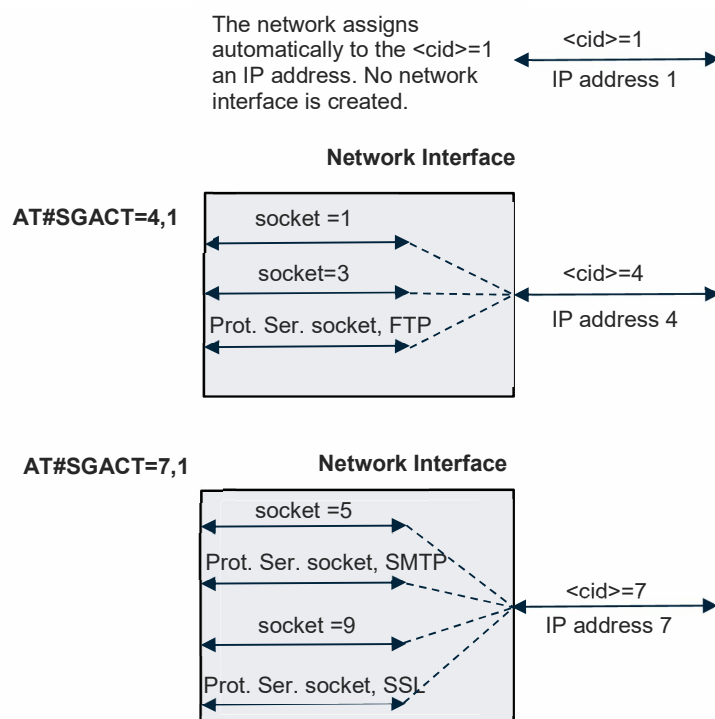 The network assigns
automatically to the <cid>=1
an IP address. No network
interface is created.
<cid>=1
IP address 1
Network Interface
AT#SGACT=4,1
socket =1
socket=3
Prot. Ser. socket, FTP
<cid>=4
IP address 4
AT#SGACT=7,1
Network Interface
socket =5
Prot. Ser. socket, SMTP
socket =9
Prot. Ser. socket, SSL
<cid>=7
IP address 7